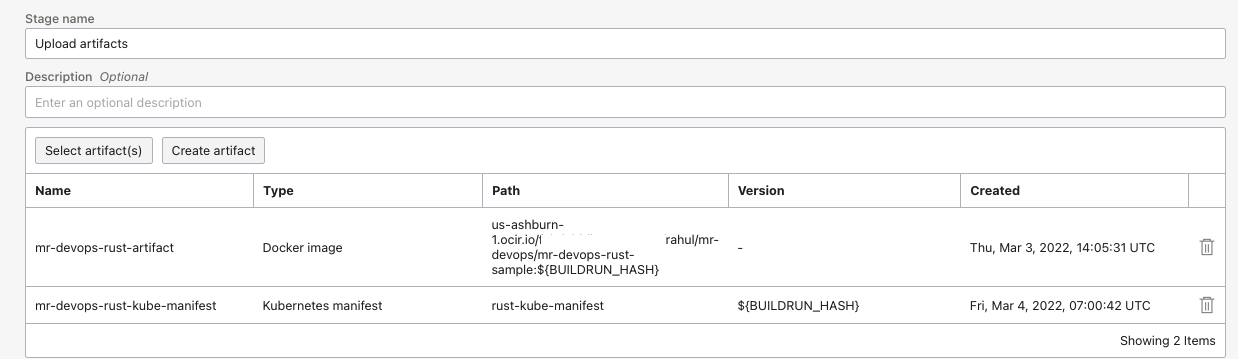 Stage name
Upload artifacts
Description Optional
Enter an optional description
Select artifact(s) Create artifact
Name Type Path Version Created
us-ashburn-
mr-devops-rust-artifact Docker image 1.ocir.io/ rahul/mr- - Thu, Mar 3, 2022, 14:05:31 UTC
devops/mr-devops-rust-
sample:${BUILDRUN_HASH}
mr-devops-rust-kube-manifest Kubernetes manifest rust-kube-manifest ${BUILDRUN_HASH} Fri, Mar 4, 2022, 07:00:42 UTC
Showing 2 Items